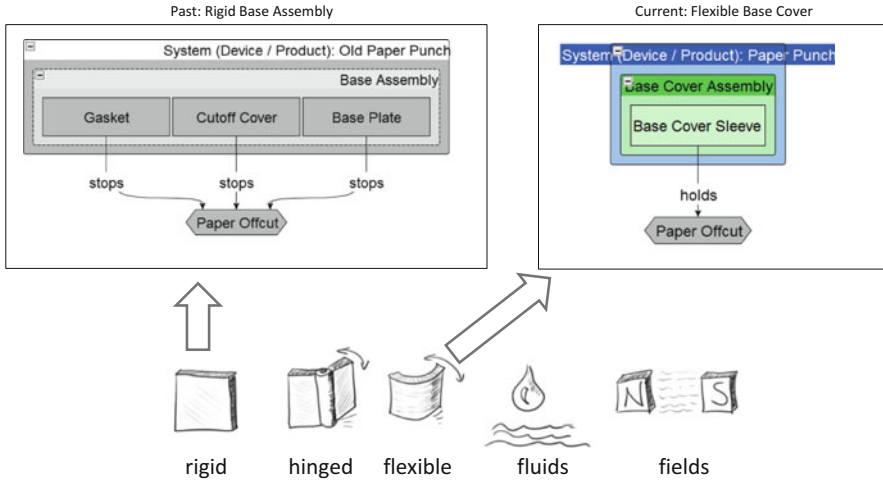 Past: Rigid Base Assembly
Current: Flexible Base Cover
System (Device / Product): Old Paper Punch
Base Assembly
Gasket
Cutoff Cover
Base Plate
stops
stops
stops
Paper Offcut
System (Device / Product): Paper Punch
Base Cover Assembly
Base Cover Sleeve
holds
Paper Offcut
N
S
rigid
hinged
flexible
fluids
fields